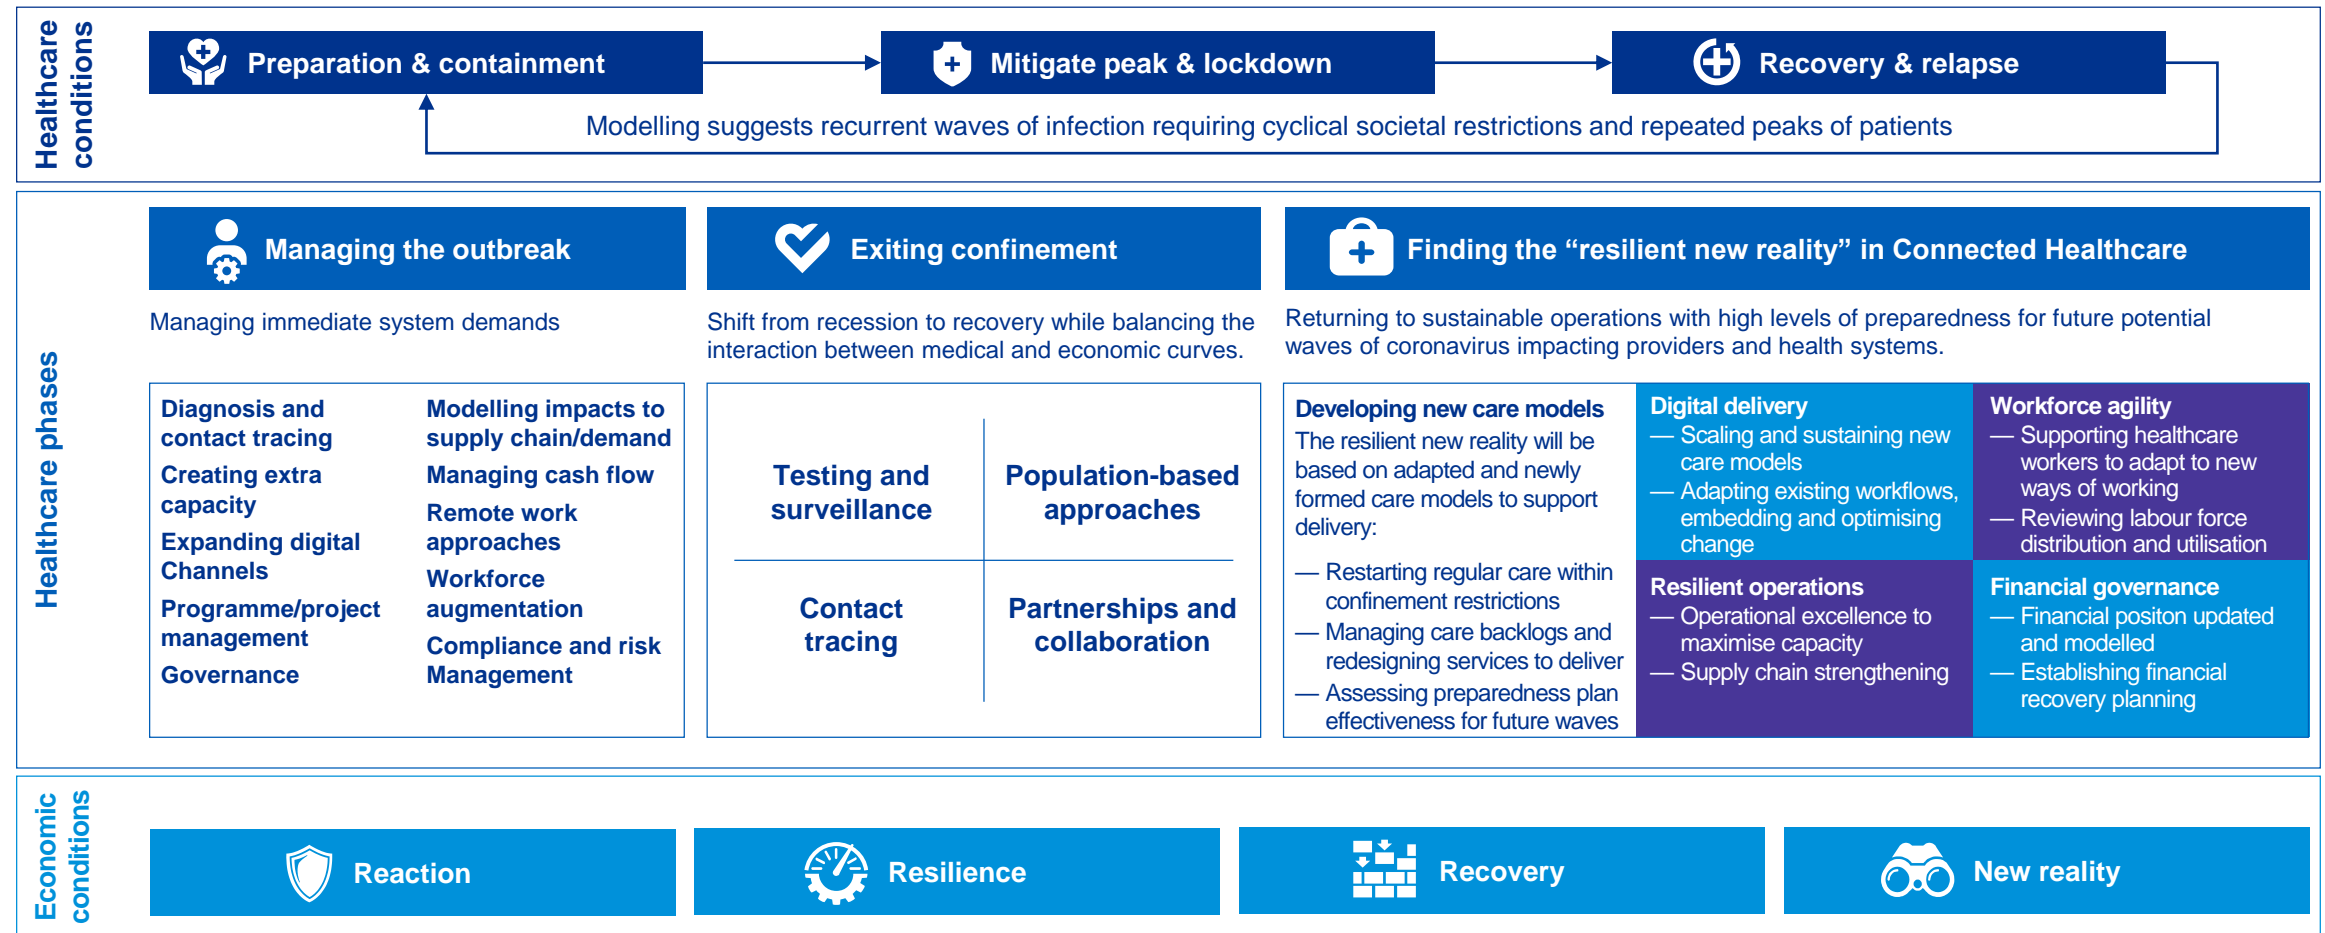 Healthcare
conditions
Preparation & containment
Mitigate peak & lockdown
Recovery & relapse
Modelling suggests recurrent waves of infection requiring cyclical societal restrictions and repeated peaks of patients
Healthcare phases
Managing the outbreak
Managing immediate system demands
Diagnosis and
contact tracing
Creating extra
capacity
Expanding digital
Channels
Programme/project
management
Governance
Modelling impacts to
supply chain/demand
Managing cash flow
Remote work
approaches
Workforce
augmentation
Compliance and risk
Management
Exiting confinement
Shift from recession to recovery while balancing the
interaction between medical and economic curves.
Testing and
surveillance
Population-based
approaches
Contact
tracing
Partnerships and
collaboration
Finding the “resilient new reality” in Connected Healthcare
Returning to sustainable operations with high levels of preparedness for future potential
waves of coronavirus impacting providers and health systems.
Developing new care models
The resilient new reality will be
based on adapted and newly
formed care models to support
delivery:
— Restarting regular care within
confinement restrictions
— Managing care backlogs and
redesigning services to deliver
— Assessing preparedness plan
effectiveness for future waves
Digital delivery
— Scaling and sustaining new
care models
— Adapting existing workflows,
embedding and optimising
change
Workforce agility
— Supporting healthcare
workers to adapt to new
ways of working
— Reviewing labour force
distribution and utilisation
Resilient operations
— Operational excellence to
maximise capacity
— Supply chain strengthening
Financial governance
— Financial positon updated
and modelled
— Establishing financial
recovery planning
Economic
conditions
Reaction
Resilience
Recovery
New reality